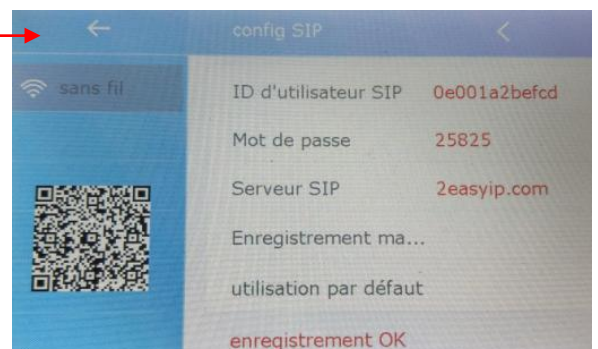 config SIP
sans fil
ID d'utilisateur SIP 0e001a2befcd
Mot de passe 25825
Serveur SIP 2easyip.com
Enregistrement ma...
utilisation par défaut
enregistrement OK